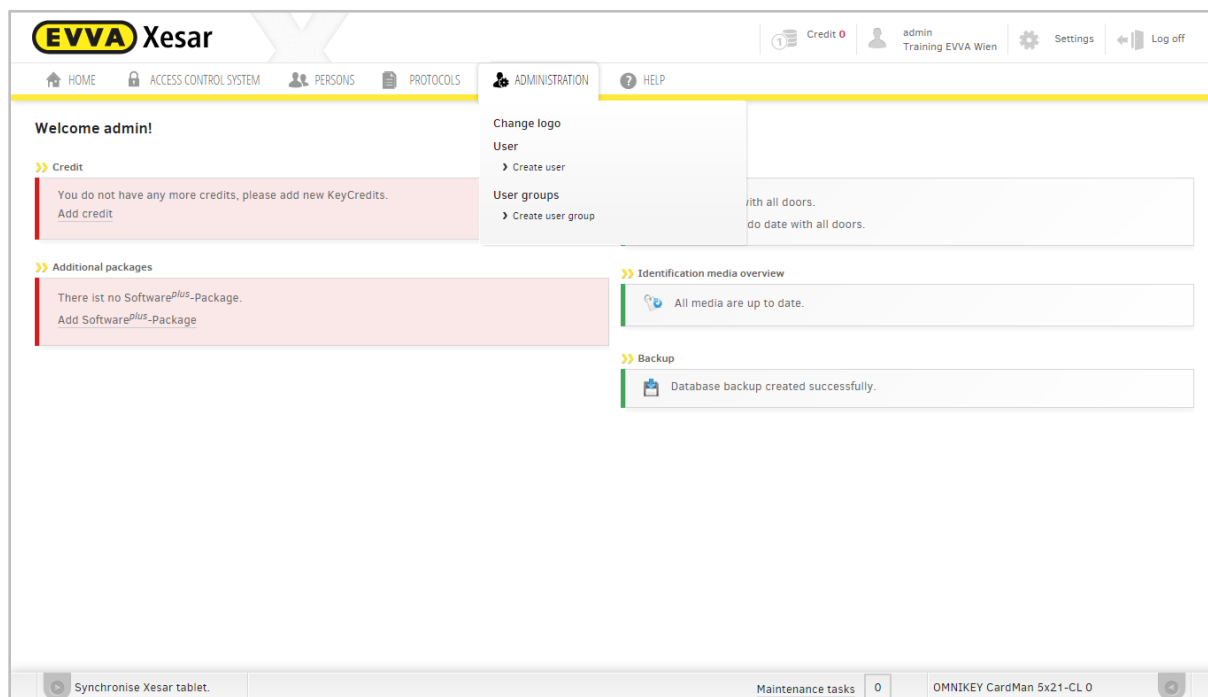 EVVA Xesar
Credit 0
admin
Training EVVA Wien
Settings
Log off
HOME
ACCESS CONTROL SYSTEM
PERSONS
PROTOCOLS
ADMINISTRATION
HELP
Welcome admin!
Change logo
User
Create user
User groups
Create user group
Credit
You do not have any more credits, please add new KeyCredits.
Add credit
with all doors.
do date with all doors.
Additional packages
There ist no Softwareplus-Package.
Add Softwareplus-Package
Identification media overview
All media are up to date.
Backup
Database backup created successfully.
Synchronise Xesar tablet.
Maintenance tasks 0
OMNIKEY CardMan 5x21-CL 0